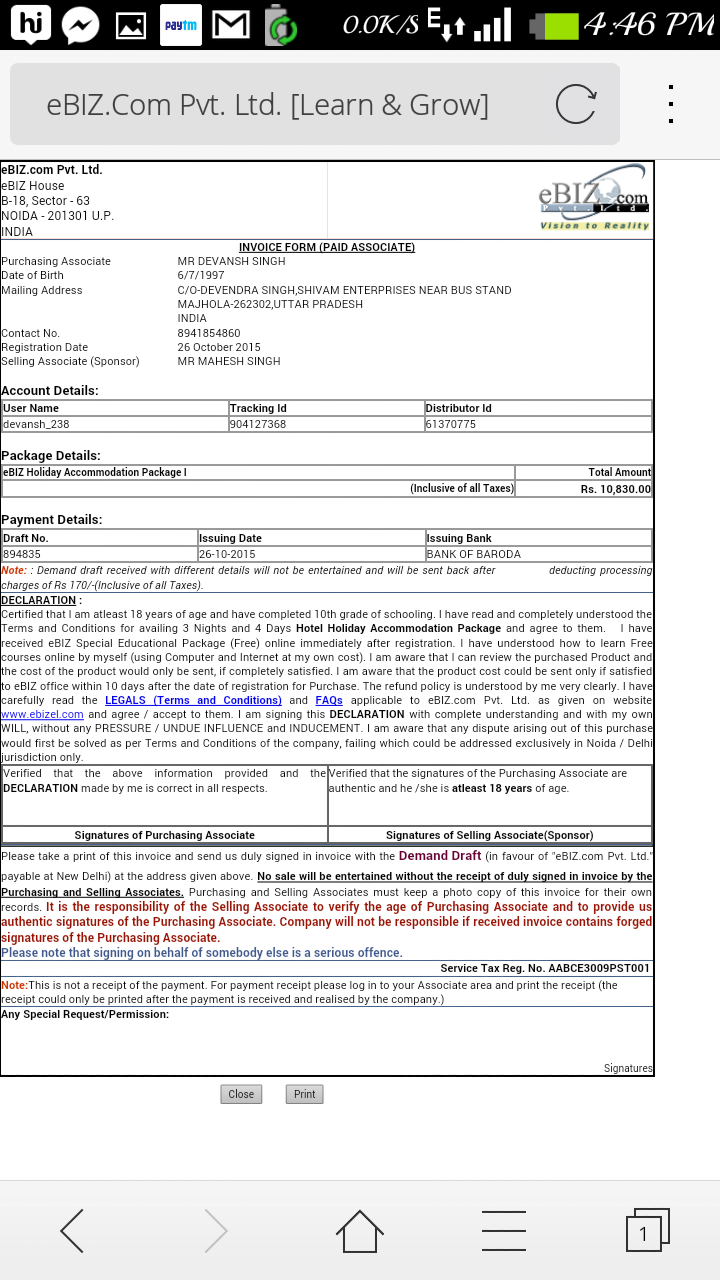 hj
paytm
0.0K/S E 4:46 PM
eBIZ.Com Pvt. Ltd. [Learn & Grow]
eBIZ.com Pvt. Ltd.
eBIZ House
B-18, Sector - 63
NOIDA - 201301 U.P.
INDIA
eBIZ.com
Pvt. Ltd.
Vision to Reality
INVOICE FORM (PAID ASSOCIATE)
Purchasing Associate MR DEVANSH SINGH
Date of Birth 6/7/1997
Mailing Address C/O-DEVENDRA SINGH,SHIVAM ENTERPRISES NEAR BUS STAND
MAJHOLA-262302,UTTAR PRADESH
INDIA
Contact No. 8941854860
Registration Date 26 October 2015
Selling Associate (Sponsor) MR MAHESH SINGH
Account Details:
User Name Tracking Id Distributor Id
devansh_238 904127368 61370775
Package Details:
eBIZ Holiday Accommodation Package I Total Amount
(Inclusive of all Taxes) Rs. 10,830.00
Payment Details:
Draft No. Issuing Date Issuing Bank
894835 26-10-2015 BANK OF BARODA
Note: : Demand draft received with different details will not be entertained and will be sent back after deducting processing
charges of Rs 170/-(Inclusive of all Taxes).
DECLARATION :
Certified that I am atleast 18 years of age and have completed 10th grade of schooling. I have read and completely understood the
Terms and Conditions for availing 3 Nights and 4 Days Hotel Holiday Accommodation Package and agree to them. I have
received eBIZ Special Educational Package (Free) online immediately after registration. I have understood how to learn Free
courses online by myself (using Computer and Internet at my own cost). I am aware that I can review the purchased Product and
the cost of the product would only be sent, if completely satisfied. I am aware that the product cost could be sent only if satisfied
to eBIZ office within 10 days after the date of registration for Purchase. The refund policy is understood by me very clearly. I have
carefully read the LEGALS (Terms and Conditions) and FAQs applicable to eBIZ.com Pvt. Ltd. as given on website
www.ebizel.com and agree / accept to them. I am signing this DECLARATION with complete understanding and with my own
WILL, without any PRESSURE / UNDUE INFLUENCE and INDUCEMENT. I am aware that any dispute arising out of this purchase
would first be solved as per Terms and Conditions of the company, failing which could be addressed exclusively in Noida / Delhi
jurisdiction only.
Verified that the above information provided and the
DECLARATION made by me is correct in all respects.
Verified that the signatures of the Purchasing Associate are
authentic and he /she is atleast 18 years of age.
Signatures of Purchasing Associate Signatures of Selling Associate(Sponsor)
Please take a print of this invoice and send us duly signed in invoice with the Demand Draft (in favour of "eBIZ.com Pvt. Ltd."
payable at New Delhi) at the address given above. No sale will be entertained without the receipt of duly signed in invoice by the
Purchasing and Selling Associates. Purchasing and Selling Associates must keep a photo copy of this invoice for their own
records. It is the responsibility of the Selling Associate to verify the age of Purchasing Associate and to provide us
authentic signatures of the Purchasing Associate. Company will not be responsible if received invoice contains forged
signatures of the Purchasing Associate.
Please note that signing on behalf of somebody else is a serious offence.
Service Tax Reg. No. AABCE3009PST001
Note:This is not a receipt of the payment. For payment receipt please log in to your Associate area and print the receipt (the
receipt could only be printed after the payment is received and realised by the company.)
Any Special Request/Permission:
Signatures
Close Print
1